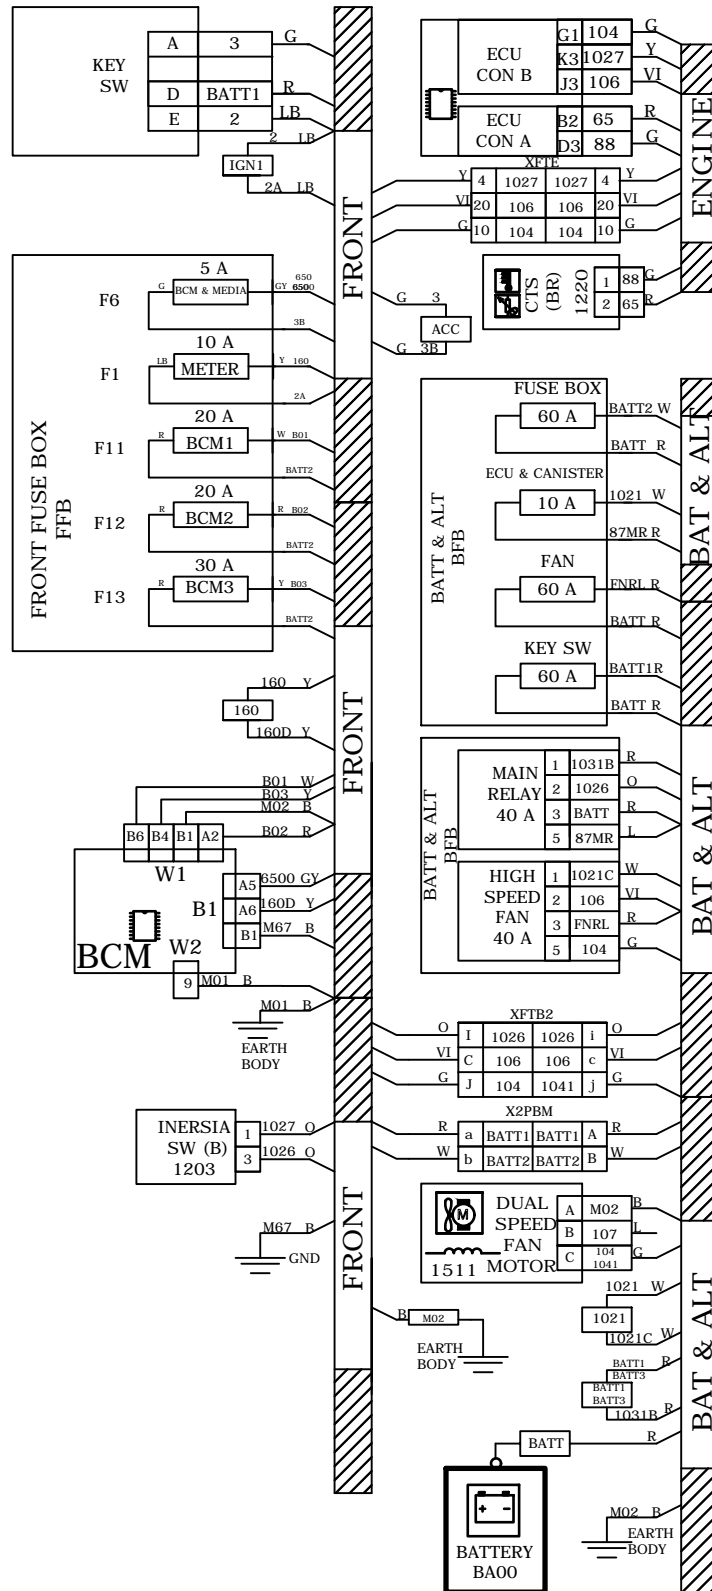 KEY
SW
A 3 G
D BATT1 R
E 2 LB
2 LB
IGN1
2A LB
FRONT
ECU
CON B
G1 104 G
K3 1027 Y
J3 106 VI
ECU
CON A
B2 65 R
D3 88 G
XFTE
Y 4 1027 1027 4 Y
VI 20 106 106 20 VI
G 10 104 104 10 G
ENGINE
CTS
(BR)
1220
1 88 G
2 65 R
G 3
ACC
G 3B
FRONT FUSE BOX
FFB
F6
5 A
G BCM & MEDIA GY 6500
650
3B
F1
10 A
LB METER Y 160
2A
F11
20 A
R BCM1 W B01
BATT2
F12
20 A
R BCM2 R B02
BATT2
F13
30 A
R BCM3 Y B03
BATT2
BATT & ALT
BFB
FUSE BOX
60 A BATT2 W
BATT R
ECU & CANISTER
10 A 1021 W
87MR R
FAN
60 A FNRL R
BATT R
KEY SW
60 A BATT1 R
BATT R
BAT & ALT
160 Y
160
160D Y
FRONT
B01 W
B03 Y
M02 B
B02 R
B6 B4 B1 A2
W1
A5 6500 GY
A6 160D Y
B1 M67 B
B1
BCM
W2
9 M01 B
M01 B
EARTH
BODY
BATT & ALT
BFB
MAIN
RELAY
40 A
1 1031B R
2 1026 O
3 BATT R
5 87MR L
HIGH
SPEED
FAN
40 A
1 1021C W
2 106 VI
3 FNRL R
5 104 G
BAT & ALT
XFTB2
O I 1026 1026 i O
VI C 106 106 c VI
G J 104 1041 j G
X2PBM
R a BATT1 BATT1 A R
W b BATT2 BATT2 B W
INERSIA
SW (B)
1203
1 1027 O
3 1026 O
M67 B
GND
FRONT
M
1511
DUAL
SPEED
FAN
MOTOR
A M02 B
B 107 L
C 104 G
1041
B M02
EARTH
BODY
1021 W
1021
1021C W
BATT1 R
BATT3
BATT1
BATT3
1031B R
BATT R
BAT & ALT
+ -
BATTERY
BA00
M02 B
EARTH
BODY